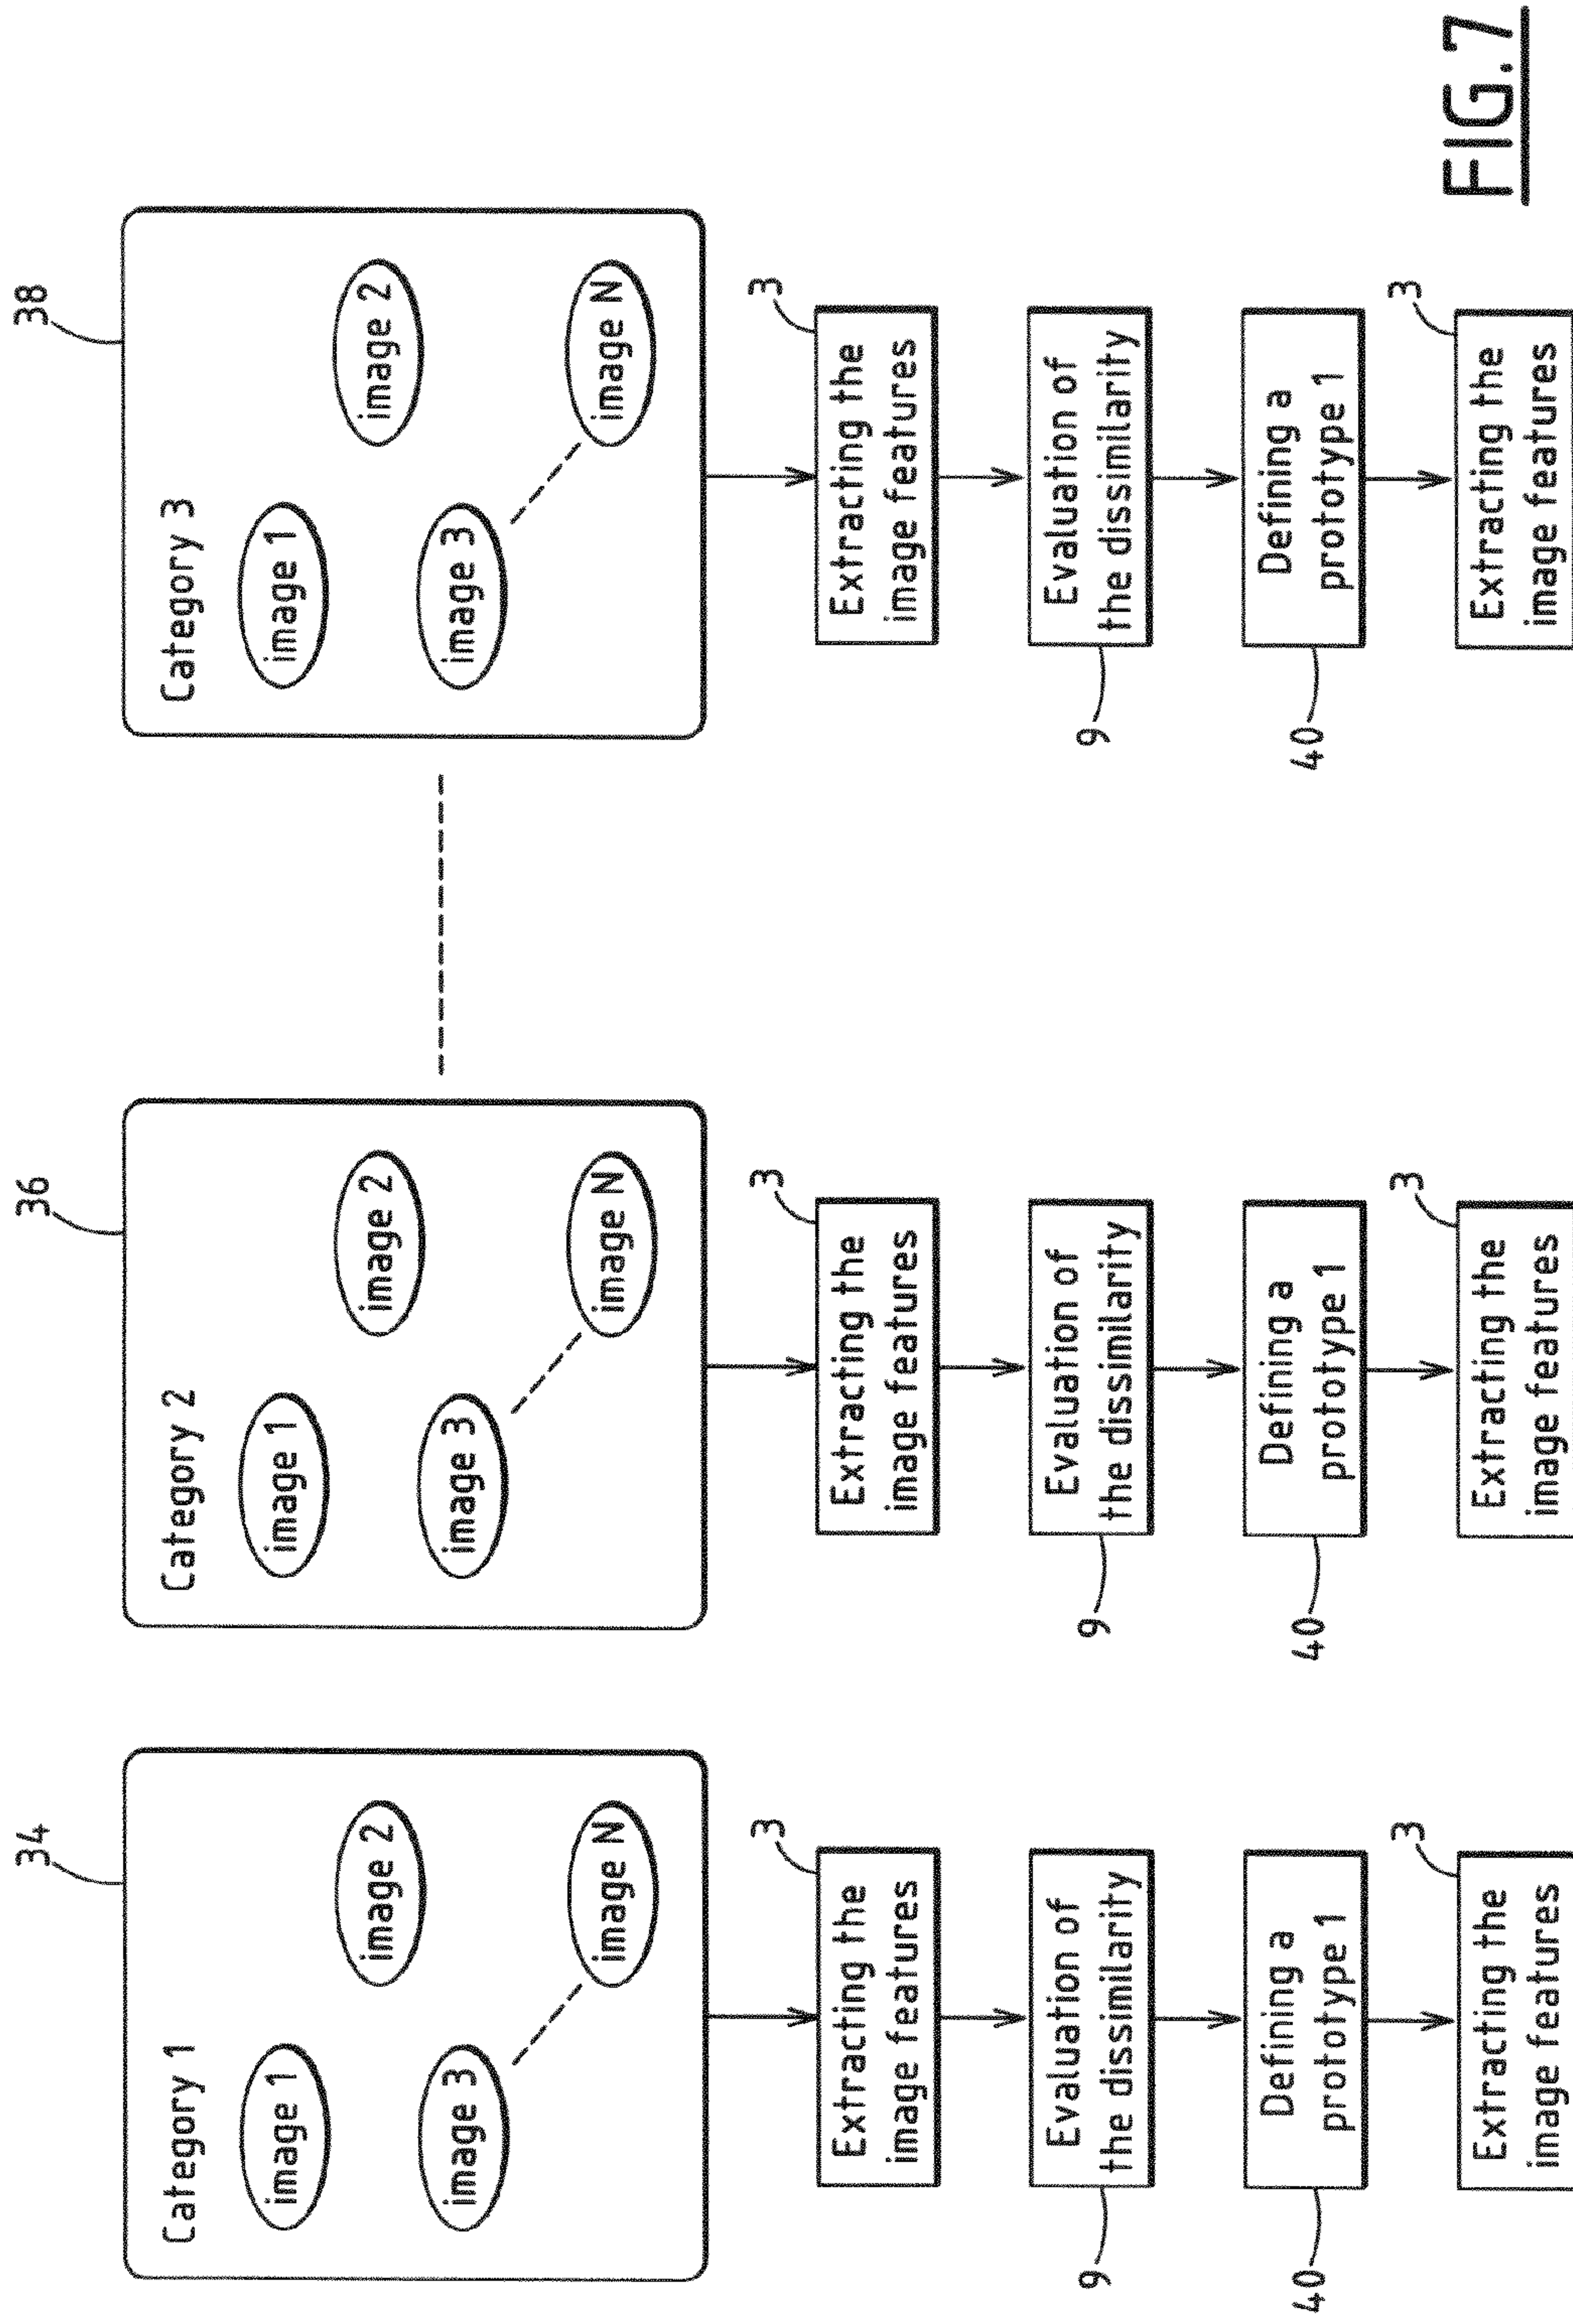 34
Category 1
image 1
image 2
image 3
image N
3
Extracting the
image features
9
Evaluation of
the dissimilarity
40
Defining a
prototype 1
3
Extracting the
image features
36
Category 2
image 1
image 2
image 3
image N
3
Extracting the
image features
9
Evaluation of
the dissimilarity
40
Defining a
prototype 1
3
Extracting the
image features
38
Category 3
image 1
image 2
image 3
image N
3
Extracting the
image features
9
Evaluation of
the dissimilarity
40
Defining a
prototype 1
3
Extracting the
image features
FIG.7